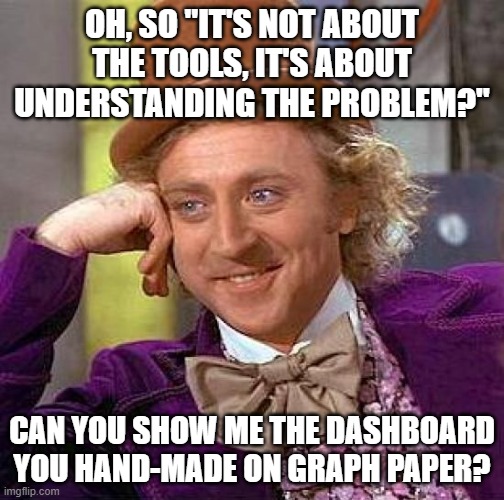 OH, SO "IT'S NOT ABOUT
THE TOOLS, IT'S ABOUT
UNDERSTANDING THE PROBLEM?"
CAN YOU SHOW ME THE DASHBOARD
YOU HAND-MADE ON GRAPH PAPER?
imgflip.com